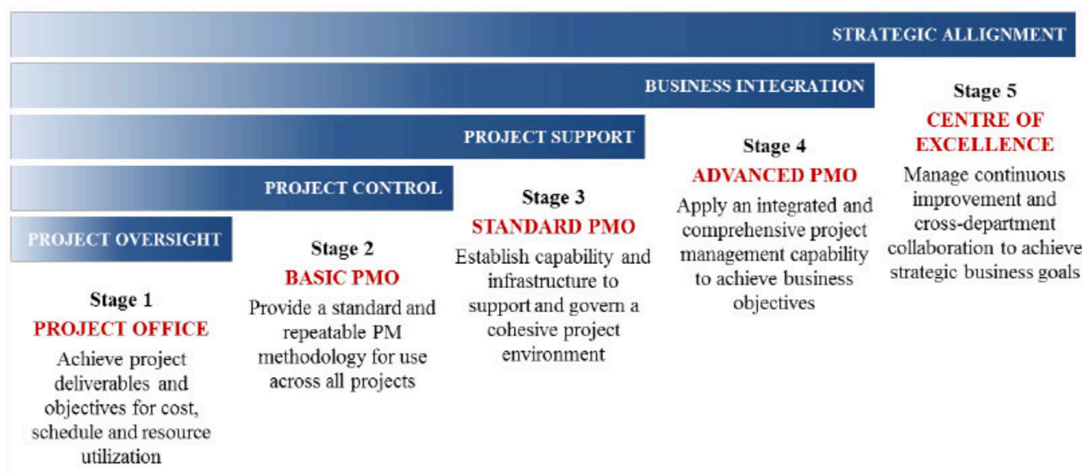 STRATEGIC ALLIGNMENT
BUSINESS INTEGRATION
PROJECT SUPPORT
PROJECT CONTROL
PROJECT OVERSIGHT
Stage 1
PROJECT OFFICE
Achieve project
deliverables and
objectives for cost,
schedule and resource
utilization
Stage 2
BASIC PMO
Provide a standard and
repeatable PM
methodology for use
across all projects
Stage 3
STANDARD PMO
Establish capability and
infrastructure to
support and govern a
cohesive project
environment
Stage 4
ADVANCED PMO
Apply an integrated and
comprehensive project
management capability
to achieve business
objectives
Stage 5
CENTRE OF
EXCELLENCE
Manage continuous
improvement and
cross-department
collaboration to achieve
strategic business goals